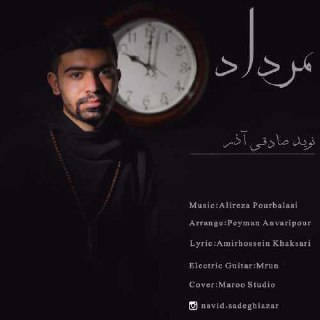 مرداد
نوید صادقی آذر
Music:Alireza Pourbalasi
Arrange:Peyman Anvaripour
Lyric:Amirhossein Khaksari
Electric Guitar:Mrun
Cover:Maroo Studio
navid.sadeghiazar